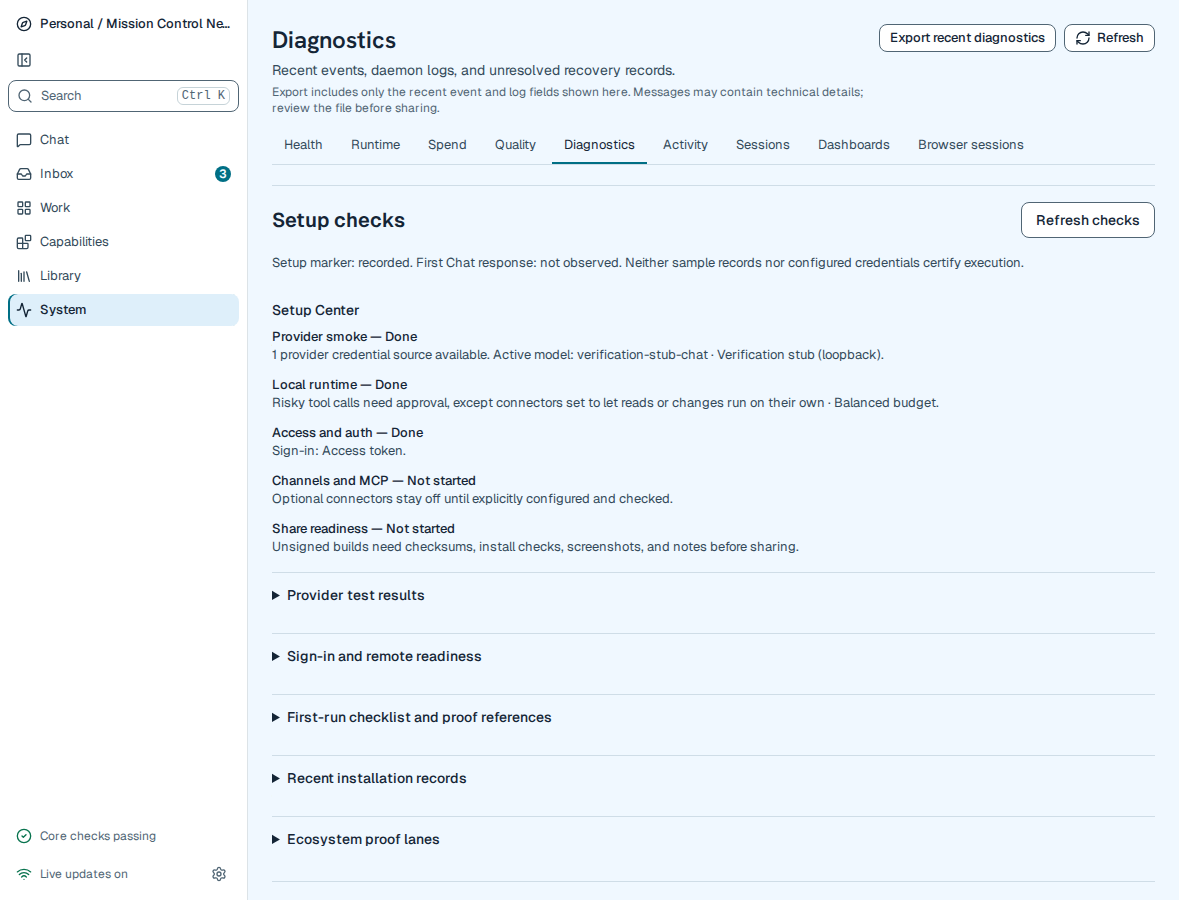 Personal / Mission Control Ne...
Search
Ctrl K
Chat
Inbox
3
Work
Capabilities
Library
System
Core checks passing
Live updates on
Diagnostics
Export recent diagnostics
Refresh
Recent events, daemon logs, and unresolved recovery records.
Export includes only the recent event and log fields shown here. Messages may contain technical details;
review the file before sharing.
Health
Runtime
Spend
Quality
Diagnostics
Activity
Sessions
Dashboards
Browser sessions
Setup checks
Refresh checks
Setup marker: recorded. First Chat response: not observed. Neither sample records nor configured credentials certify execution.
Setup Center
Provider smoke — Done
1 provider credential source available. Active model: verification-stub-chat · Verification stub (loopback).
Local runtime — Done
Risky tool calls need approval, except connectors set to let reads or changes run on their own · Balanced budget.
Access and auth — Done
Sign-in: Access token.
Channels and MCP — Not started
Optional connectors stay off until explicitly configured and checked.
Share readiness — Not started
Unsigned builds need checksums, install checks, screenshots, and notes before sharing.
Provider test results
Sign-in and remote readiness
First-run checklist and proof references
Recent installation records
Ecosystem proof lanes